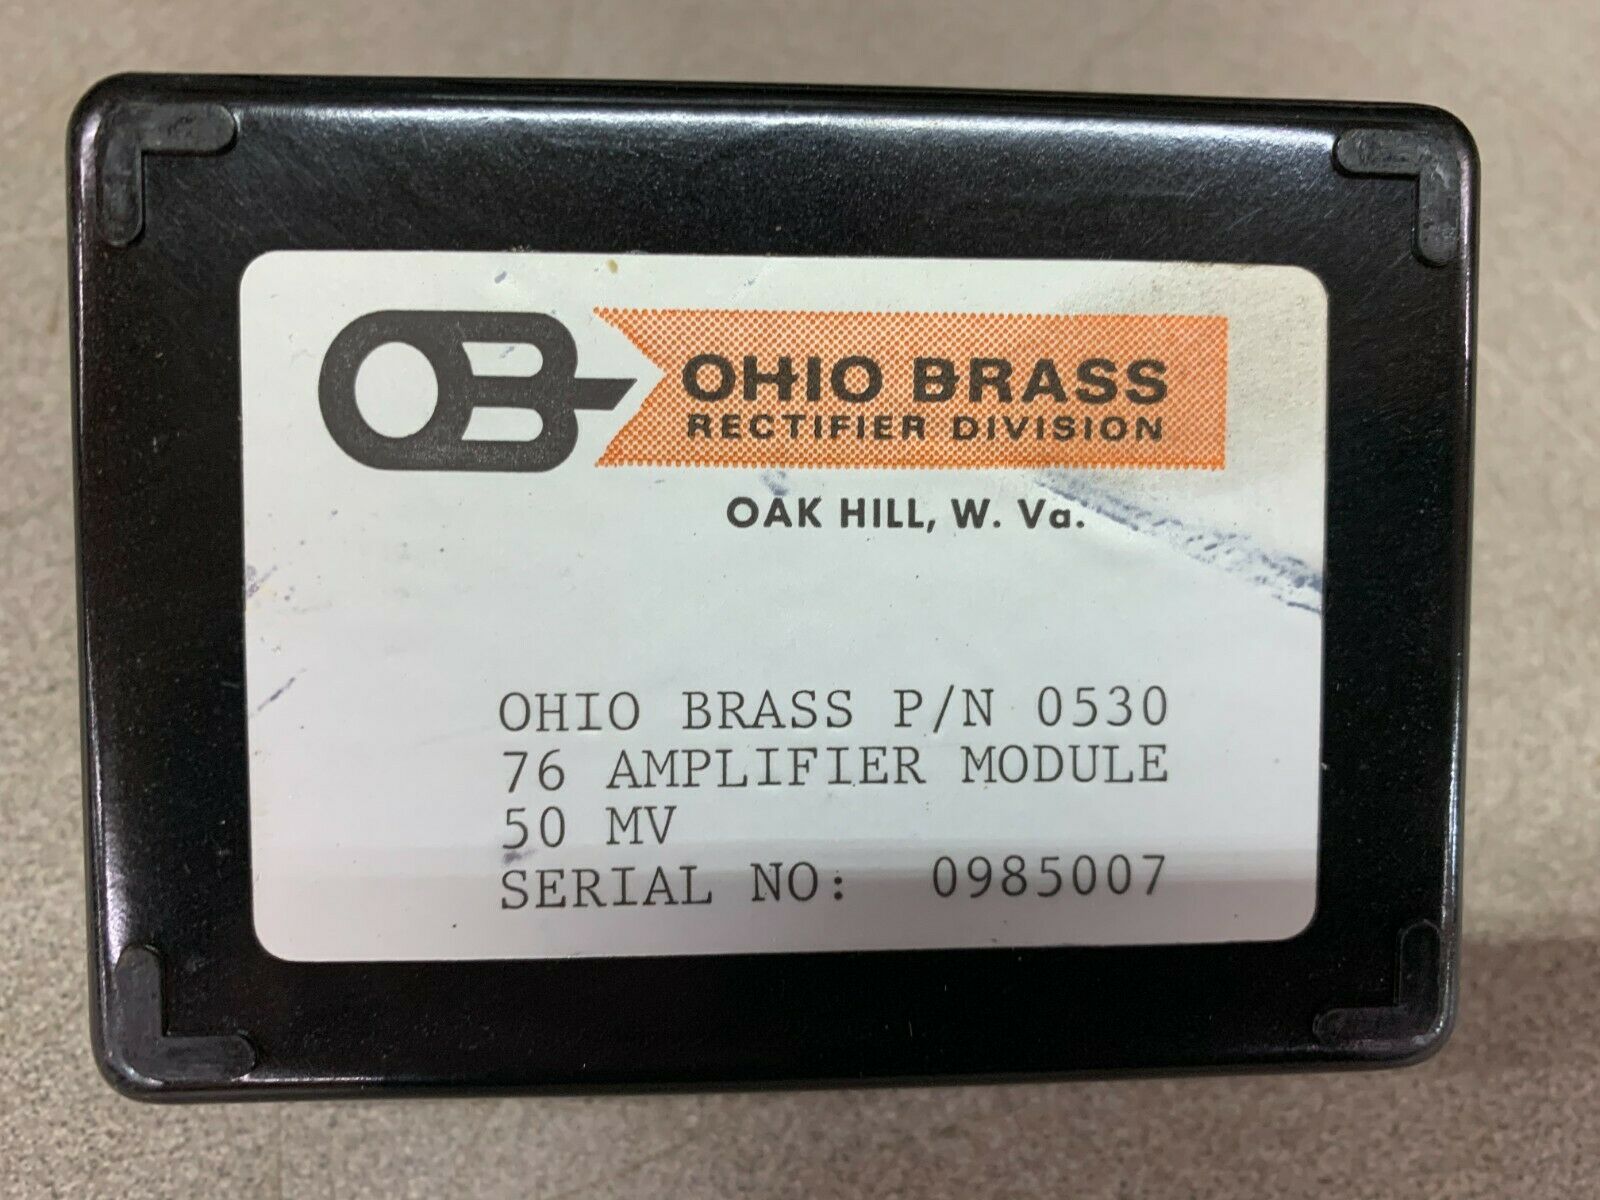 OB OHIO BRASS
RECTIFIER DIVISION
OAK HILL, W. Va.
OHIO BRASS P/N 0530
76 AMPLIFIER MODULE
50 MV
SERIAL NO: 0985007